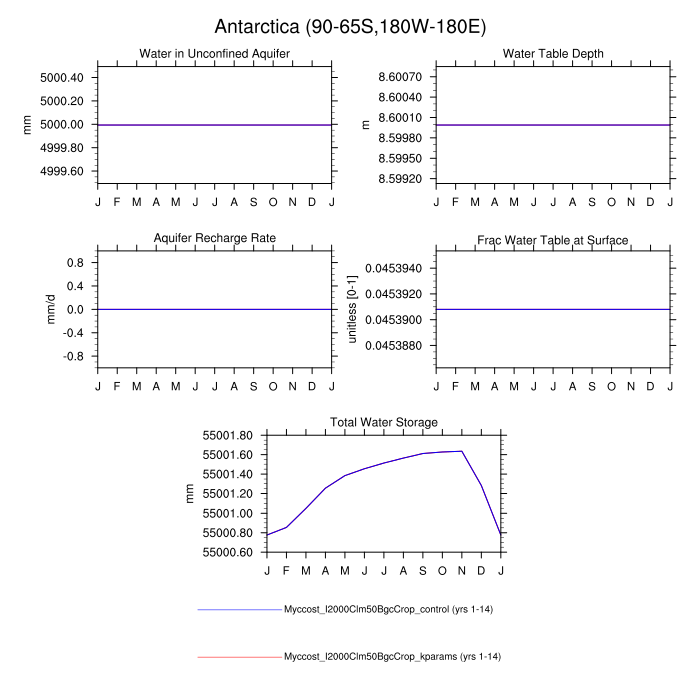 Antarctica (90-65S,180W-180E)
Water in Unconfined Aquifer
5000.40
5000.20
5000.00
4999.80
4999.60
mm
J F M A M J J A S O N D J
Water Table Depth
8.60070
8.60040
8.60010
8.59980
8.59950
8.59920
m
J F M A M J J A S O N D J
Aquifer Recharge Rate
0.8
0.4
0.0
-0.4
-0.8
mm/d
J F M A M J J A S O N D J
Frac Water Table at Surface
0.0453940
0.0453920
0.0453900
0.0453880
unitless [0-1]
J F M A M J J A S O N D J
Total Water Storage
55001.80
55001.60
55001.40
55001.20
55001.00
55000.80
55000.60
mm
J F M A M J J A S O N D J
Myccost_I2000Clm50BgcCrop_control (yrs 1-14)
Myccost_I2000Clm50BgcCrop_kparams (yrs 1-14)